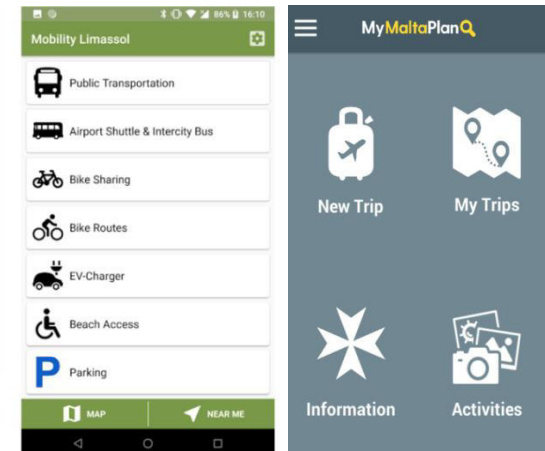 86% 16:10
Mobility Limassol
Public Transportation
Airport Shuttle & Intercity Bus
Bike Sharing
Bike Routes
EV-Charger
Beach Access
P Parking
MAP NEAR ME
MyMaltaPlan
New Trip My Trips
Information Activities